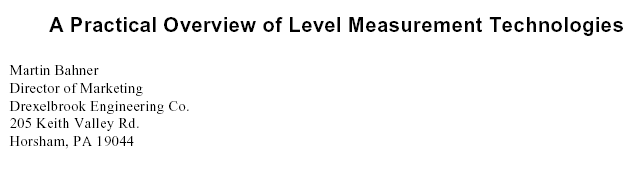 A Practical Overview of Level Measurement Technologies
Martin Bahner
Director of Marketing
Drexelbrook Engineering Co.
205 Keith Valley Rd.
Horsham, PA 19044